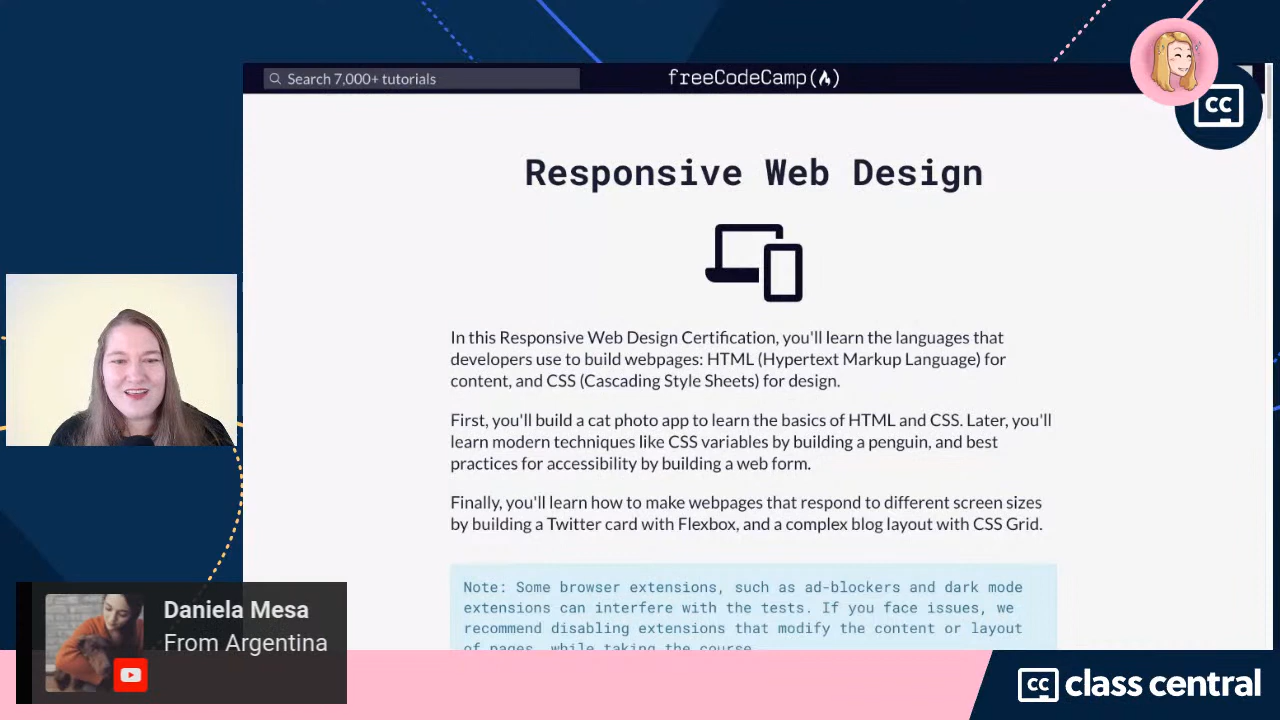 Search 7,000+ tutorials
freeCodeCamp
Responsive Web Design
In this Responsive Web Design Certification, you'll learn the languages that
developers use to build webpages: HTML (Hypertext Markup Language) for
content, and CSS (Cascading Style Sheets) for design.
First, you'll build a cat photo app to learn the basics of HTML and CSS. Later, you'll
learn modern techniques like CSS variables by building a penguin, and best
practices for accessibility by building a web form.
Finally, you'll learn how to make webpages that respond to different screen sizes
by building a Twitter card with Flexbox, and a complex blog layout with CSS Grid.
Note: Some browser extensions, such as ad-blockers and dark mode
extensions can interfere with the tests. If you face issues, we
recommend disabling extensions that modify the content or layout
of pages, while taking the course.
CC
Daniela Mesa
From Argentina
CC class central